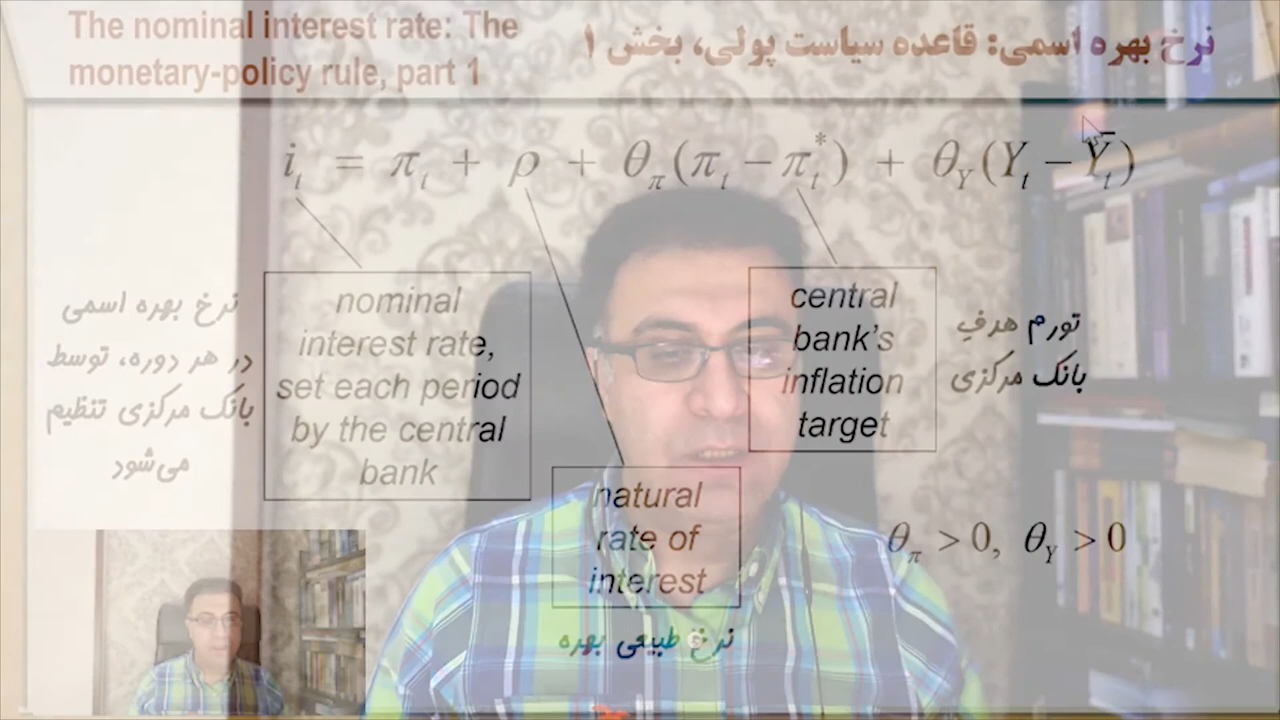 The nominal interest rate: The
monetary-policy rule, part 1
نرخ بهره اسمی: قاعده سیاست پولی، بخش ۱
i_t = π_t + ρ + θ_π(π_t − π_t^*) + θ_Y(Y_t − Ȳ_t)
نرخ بهره اسمی
در هر دوره، توسط
بانک مرکزی تنظیم
می‌شود
nominal
interest rate,
set each period
by the central
bank
central
bank’s
inflation
target
تورم هدفِ
بانک مرکزی
natural
rate of
interest
نرخ طبیعی بهره
θ_π > 0, θ_Y > 0